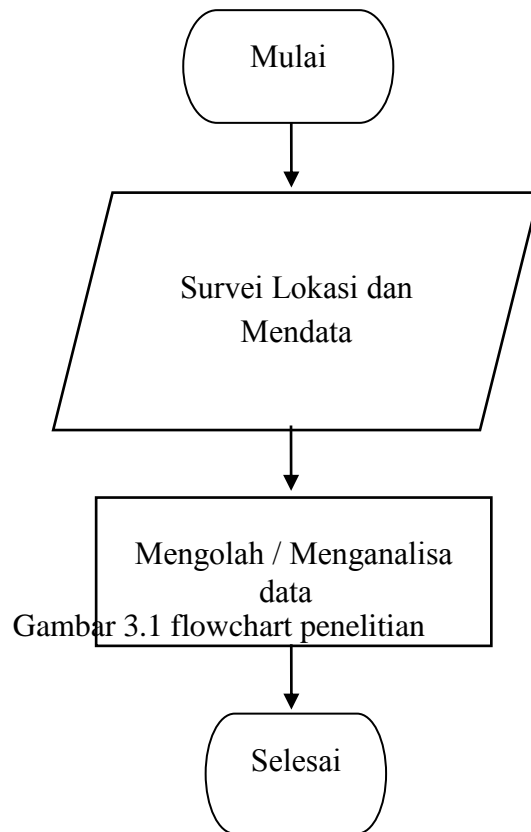 Mulai
Survei Lokasi dan
Mendata
Mengolah / Menganalisa
data
Gambar 3.1 flowchart penelitian
Selesai